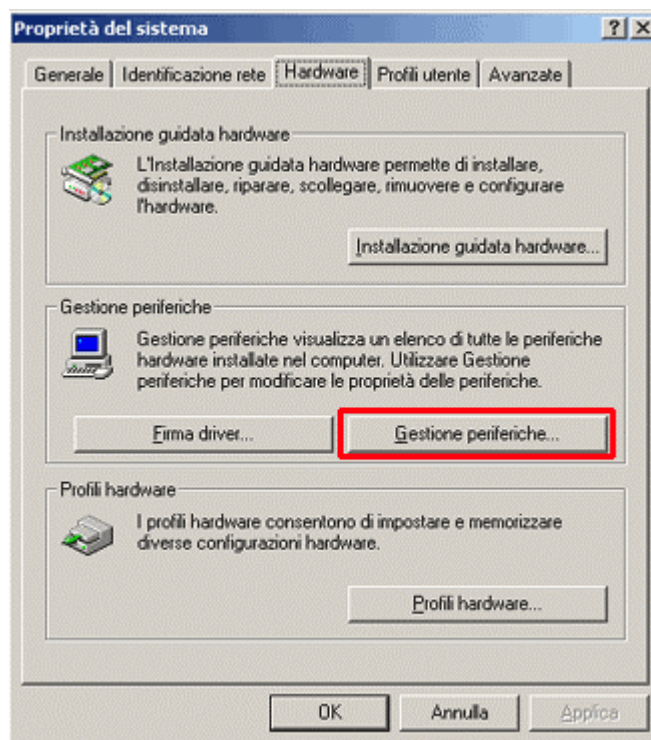 Proprietà del sistema
Generale Identificazione rete Hardware Profili utente Avanzate
Installazione guidata hardware
L'Installazione guidata hardware permette di installare,
disinstallare, riparare, scollegare, rimuovere e configurare
l'hardware.
Installazione guidata hardware...
Gestione periferiche
Gestione periferiche visualizza un elenco di tutte le periferiche
hardware installate nel computer. Utilizzare Gestione
periferiche per modificare le proprietà delle periferiche.
Firma driver... Gestione periferiche...
Profili hardware
I profili hardware consentono di impostare e memorizzare
diverse configurazioni hardware.
Profili hardware...
OK Annulla Applica